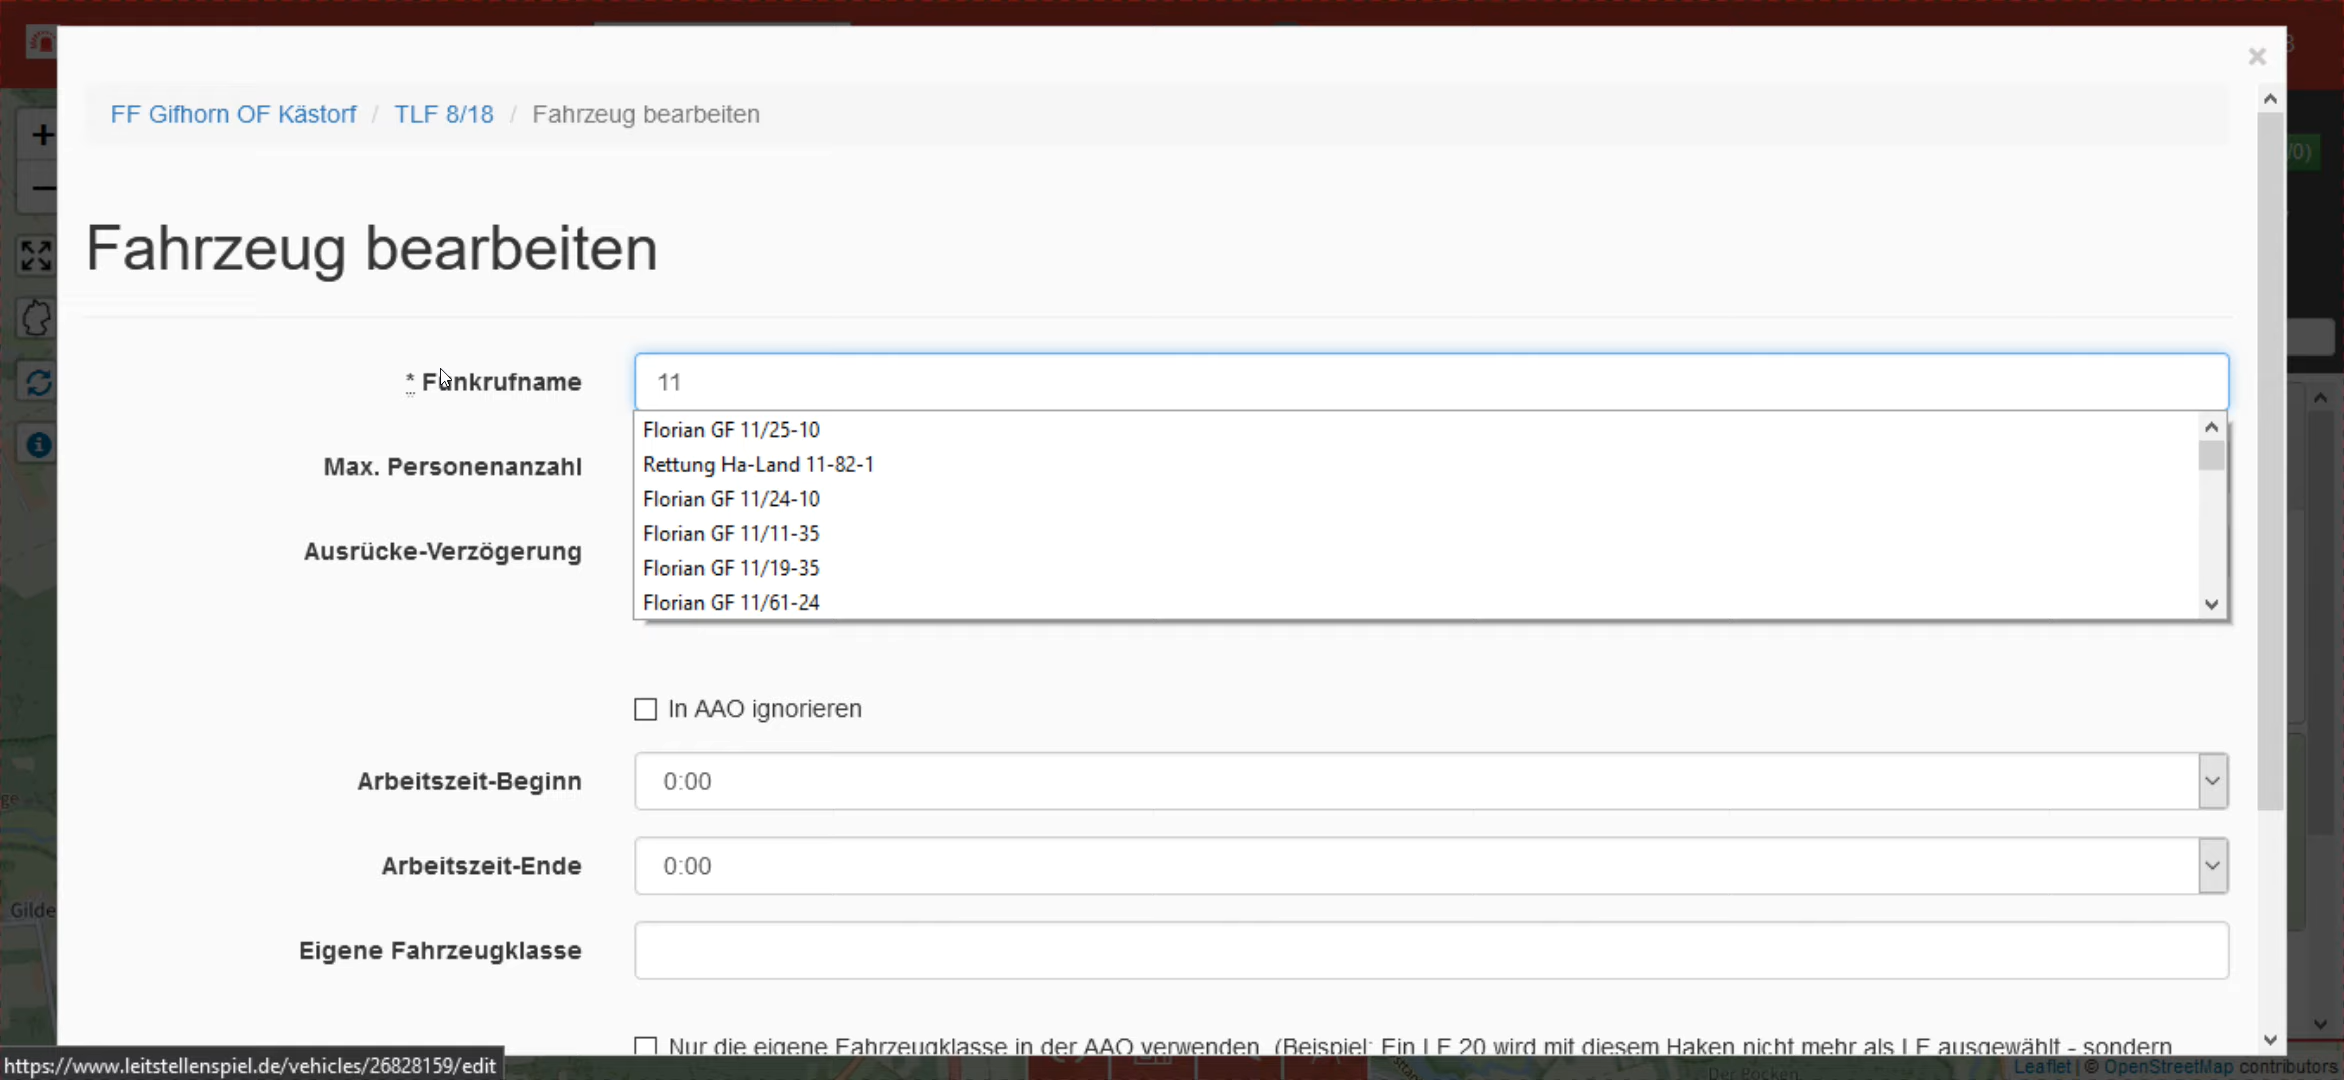 FF Gifhorn OF Kästorf / TLF 8/18 / Fahrzeug bearbeiten
/0)
Fahrzeug bearbeiten
* Funkrufname
11
Florian GF 11/25-10
Rettung Ha-Land 11-82-1
Florian GF 11/24-10
Florian GF 11/11-35
Florian GF 11/19-35
Florian GF 11/61-24
Max. Personenanzahl
Ausrücke-Verzögerung
In AAO ignorieren
Arbeitszeit-Beginn
0:00
Arbeitszeit-Ende
0:00
Gilde
Eigene Fahrzeugklasse
Nur die eigene Fahrzeugklasse in der AAO verwenden (Beispiel: Ein LF 20 wird mit diesem Haken nicht mehr als LF ausgewählt - sondern
https://www.leitstellenspiel.de/vehicles/26828159/edit
Der Pocken
Leaflet | © OpenStreetMap contributors